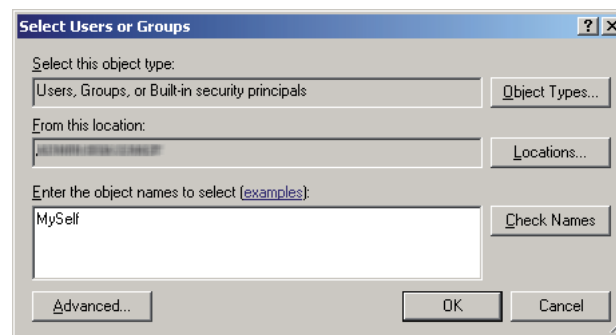 Select Users or Groups
Select this object type:
Users, Groups, or Built-in security principals
Object Types...
From this location:
Locations...
Enter the object names to select (examples):
MySelf
Check Names
Advanced...
OK
Cancel